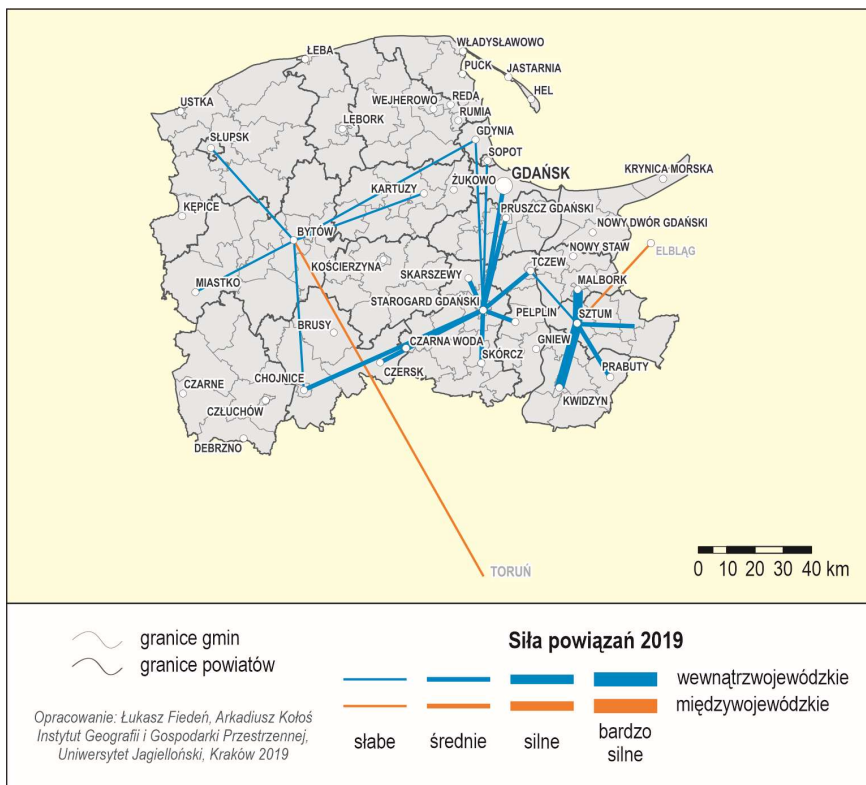 WŁADYSŁAWOWO
ŁEBA
PUCK
JASTARNIA
HEL
USTKA
WEJHEROWO
REDA
RUMIA
LĘBORK
GDYNIA
SŁUPSK
SOPOT
GDAŃSK
KRYNICA MORSKA
KARTUZY
ŻUKOWO
PRUSZCZ GDAŃSKI
KĘPICE
NOWY DWÓR GDAŃSKI
BYTÓW
ELBLĄG
NOWY STAW
KOŚCIERZYNA
TCZEW
SKARSZEWY
MALBORK
MIASTKO
STAROGARD GDAŃSKI
PELPLIN
SZTUM
BRUSY
CZARNA WODA
GNIEW
SKÓRCZ
PRABUTY
CZERSK
CHOJNICE
CZARNE
CZŁUCHÓW
KWIDZYN
DEBRZNO
TORUŃ
0 10 20 30 40 km
granice gmin
granice powiatów
Siła powiązań 2019
wewnątrzwojewódzkie
międzywojewódzkie
słabe średnie silne bardzo
silne
Opracowanie: Łukasz Fiedeń, Arkadiusz Kołoś
Instytut Geografii i Gospodarki Przestrzennej,
Uniwersytet Jagielloński, Kraków 2019